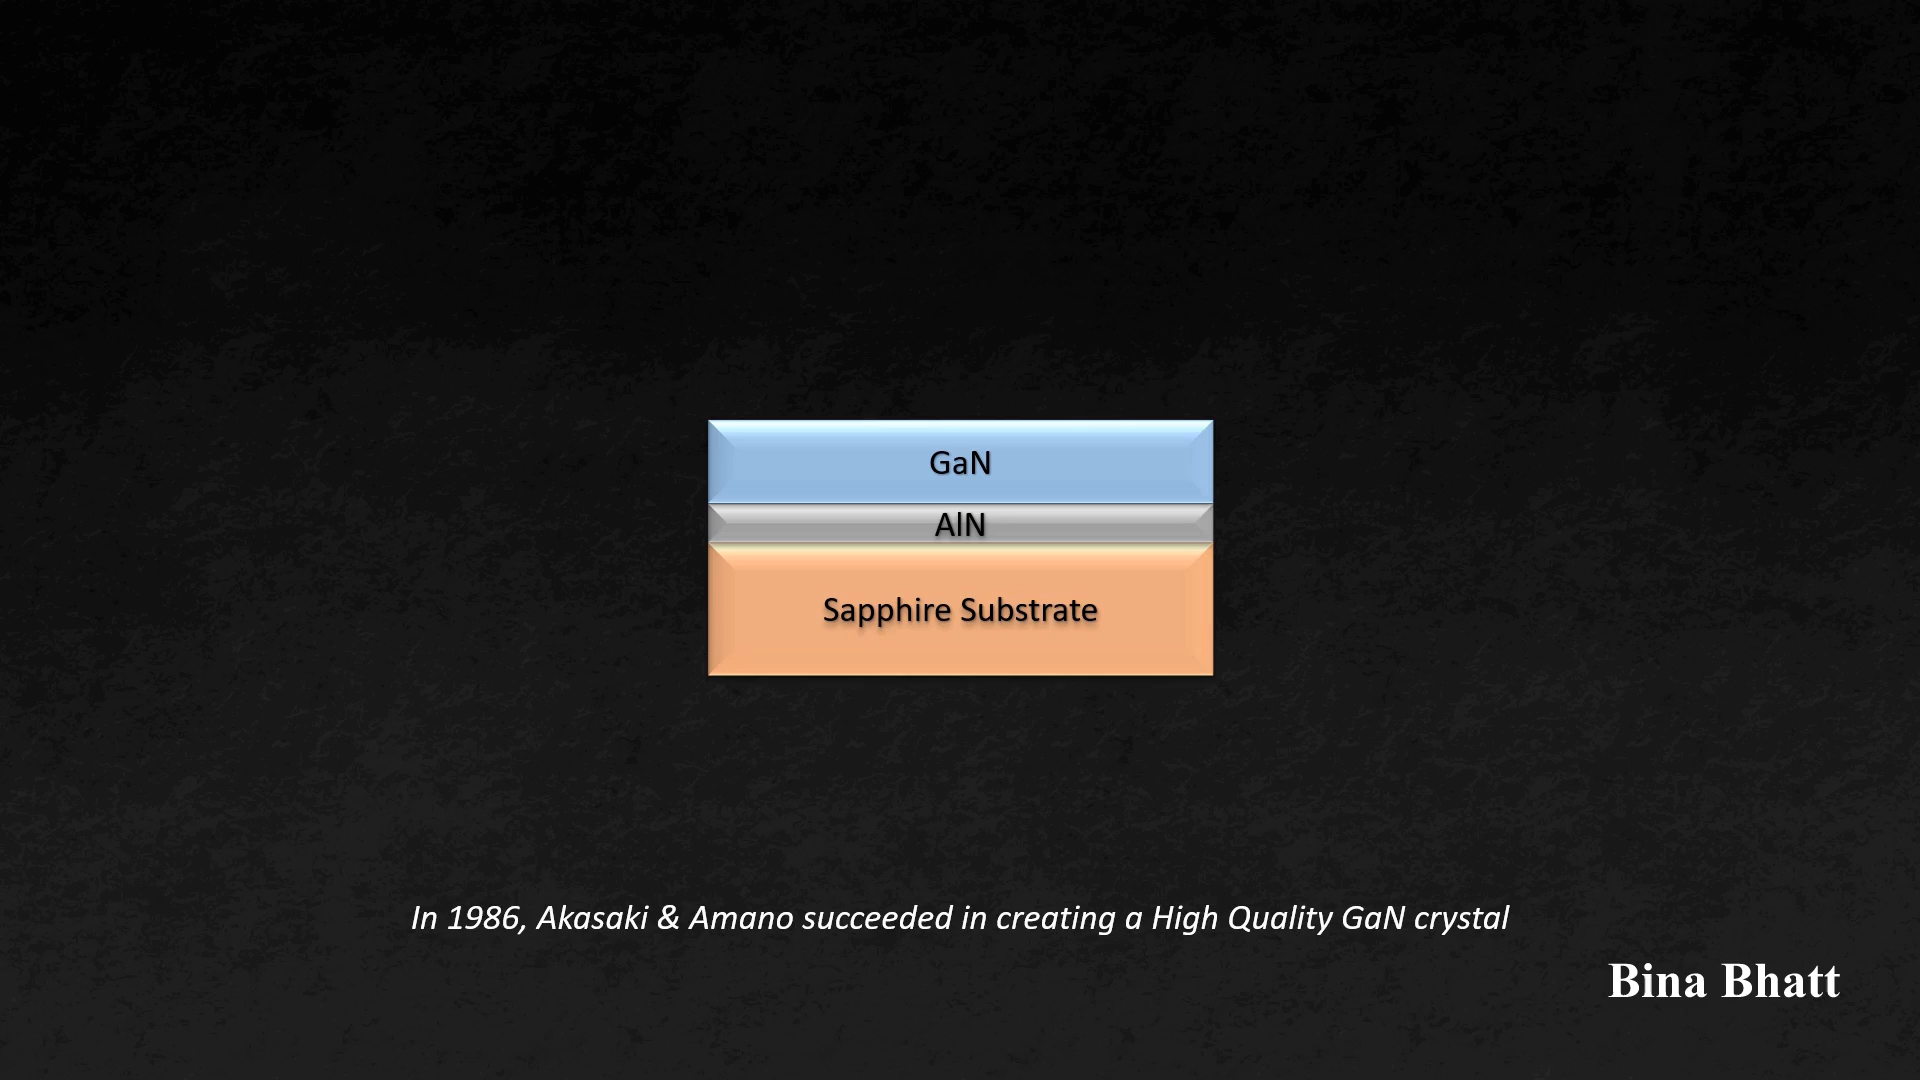 GaN
AlN
Sapphire Substrate
In 1986, Akasaki & Amano succeeded in creating a High Quality GaN crystal
Bina Bhatt